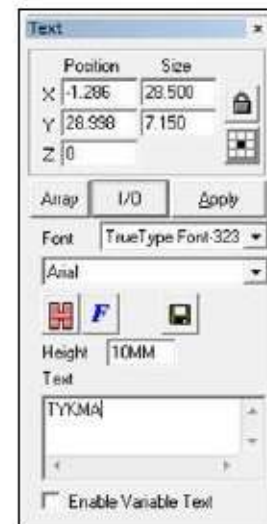 Text ×
Position Size
X -1.286 28.500
Y 28.998 7.150
Z 0
Array I/O Apply
Font TrueType Font-323
Arial
F
Height 10MM
Text
TYKMA
Enable Variable Text